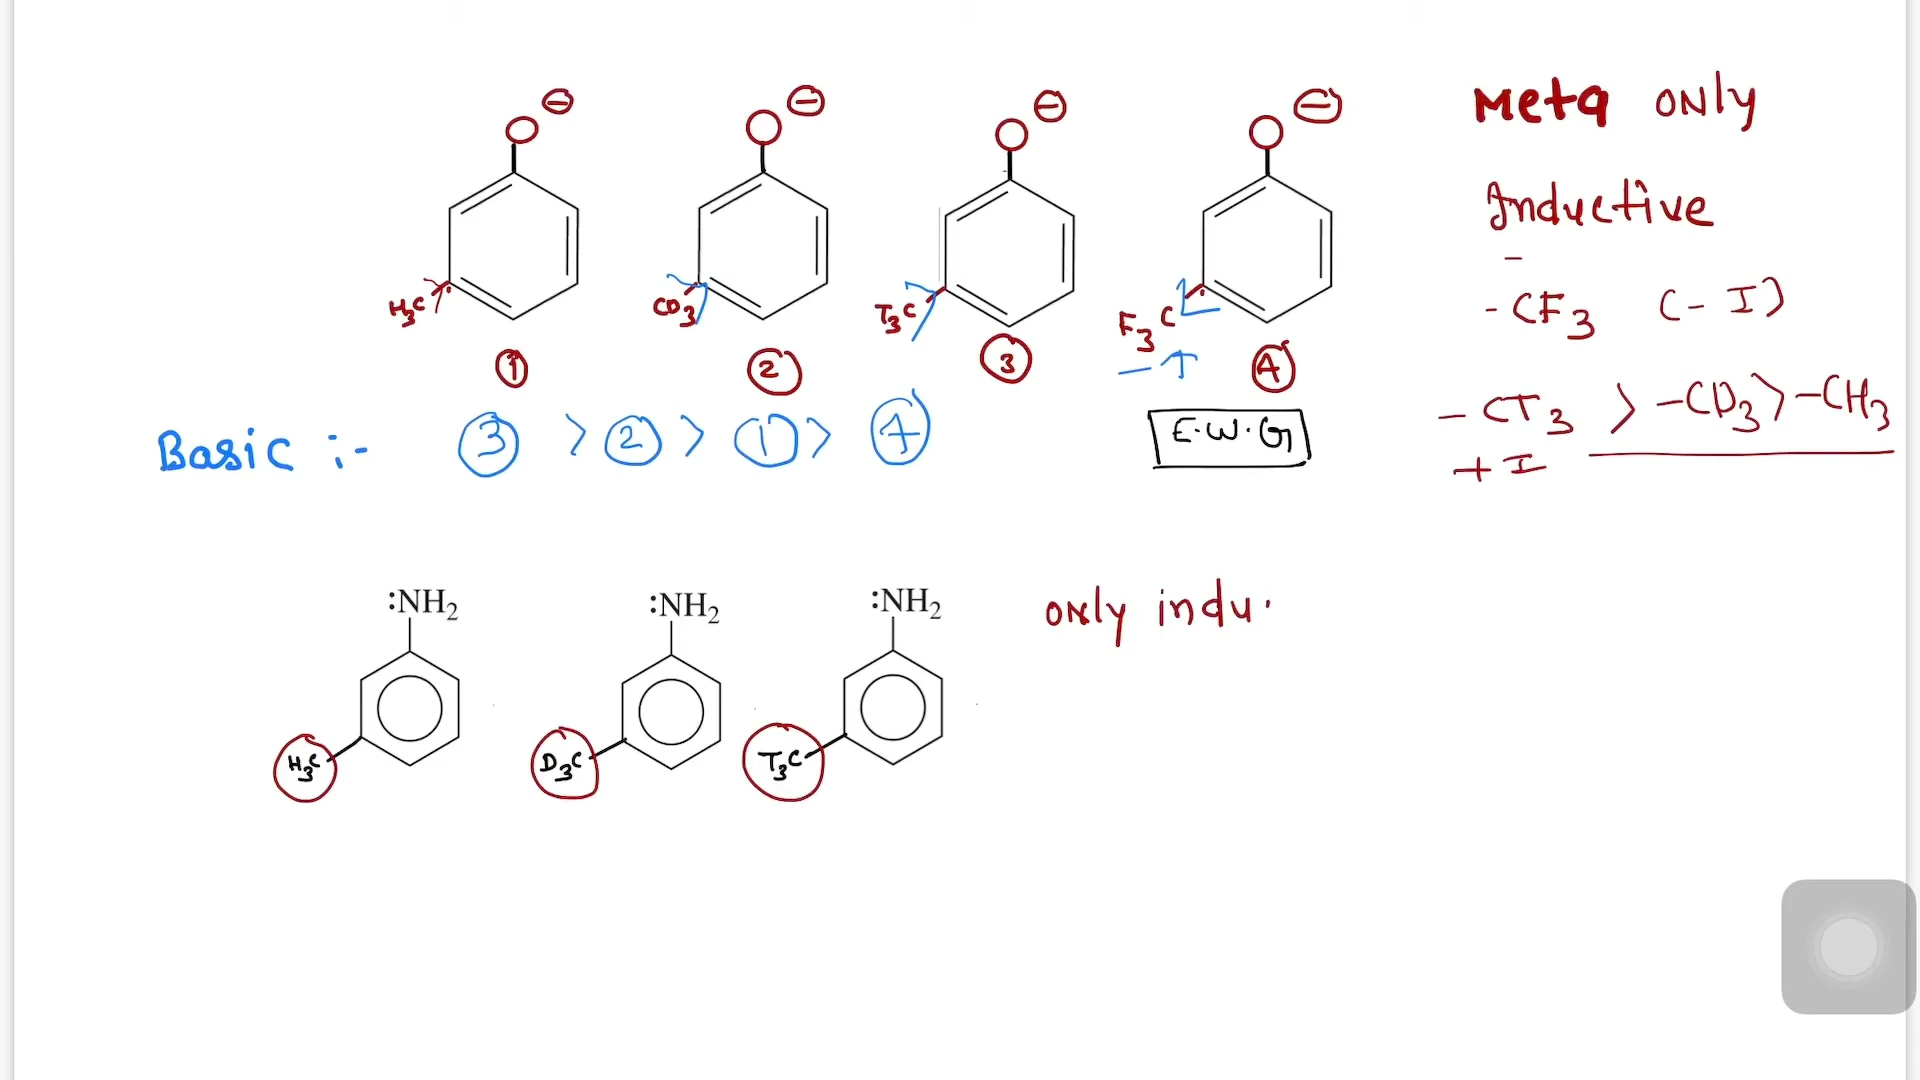 O⊖ O⊖ O⊖ O⊖
Meta only
Inductive
H3C CD3 T3C F3C
-CF3 (-I)
-I
1 2 3 4
-CT3 > -CD3 > -CH3
+I
Basic :- 3 > 2 > 1 > 4
E.W.G
:NH2 :NH2 :NH2
only indu.
H3C D3C T3C